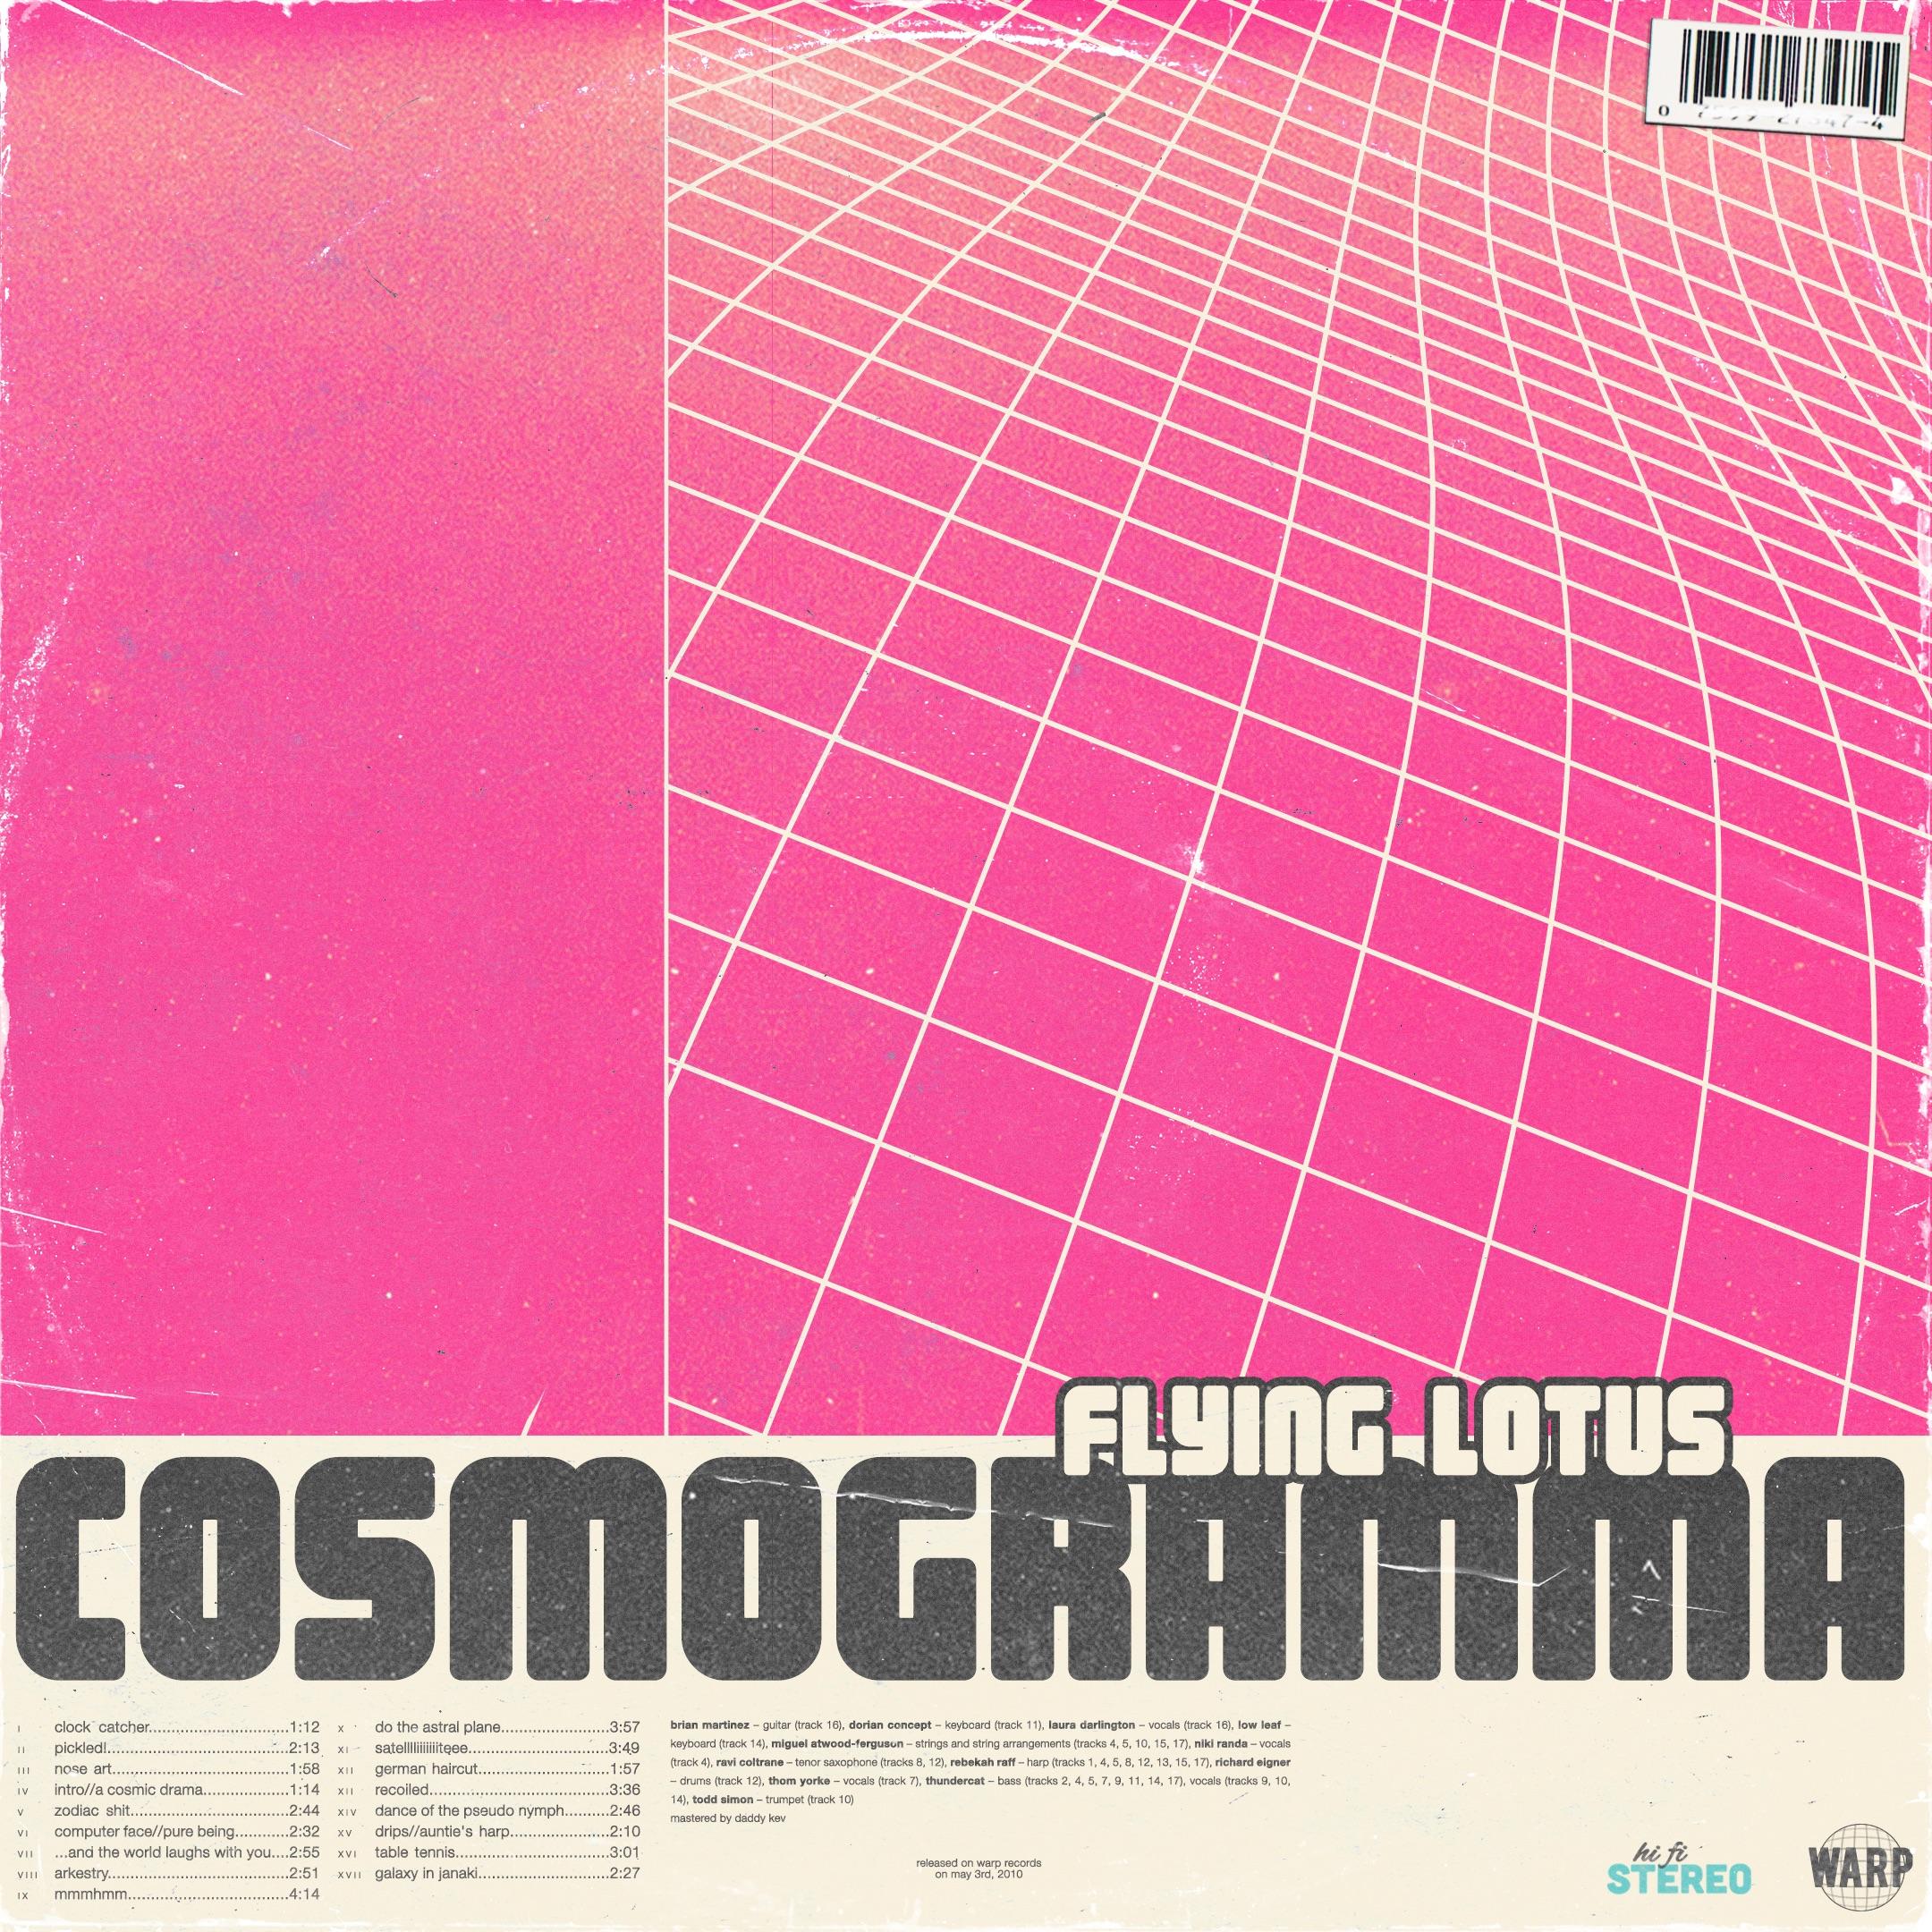 FLYING LOTUS
COSMOGRAMMA
I clock catcher.................................1:12
II pickled!...........................................2:13
III nose art.........................................1:58
IV intro//a cosmic drama....................1:14
V zodiac shit.....................................2:44
VI computer face//pure being............2:32
VII ...and the world laughs with you....2:55
VIII arkestry..........................................2:51
IX mmmhmm.....................................4:14
X do the astral plane.........................3:57
XI satelllliiiiiiiiteee.................................3:49
XII german haircut...............................1:57
XIII recoiled..........................................3:36
XIV dance of the pseudo nymph..........2:46
XV drips//auntie's harp.......................2:10
XVI table tennis....................................3:01
XVII galaxy in janaki...............................2:27
brian martinez – guitar (track 16), dorian concept – keyboard (track 11), laura darlington – vocals (track 16), low leaf –
keyboard (track 14), miguel atwood-ferguson – strings and string arrangements (tracks 4, 5, 10, 15, 17), niki randa – vocals
(track 4), ravi coltrane – tenor saxophone (tracks 8, 12), rebekah raff – harp (tracks 1, 4, 5, 8, 12, 13, 15, 17), richard eigner
– drums (track 12), thom yorke – vocals (track 7), thundercat – bass (tracks 2, 4, 5, 7, 9, 11, 14, 17), vocals (tracks 9, 10,
14), todd simon – trumpet (track 10)
mastered by daddy kev
released on warp records
on may 3rd, 2010
hi fi
STEREO
WARP